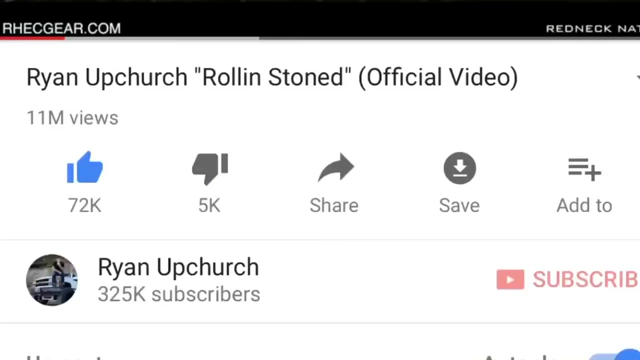 RHECGEAR.COM
REDNECK NAT
Ryan Upchurch "Rollin Stoned" (Official Video)
11M views
72K
5K
Share
Save
Add to
Ryan Upchurch
325K subscribers
SUBSCRIB